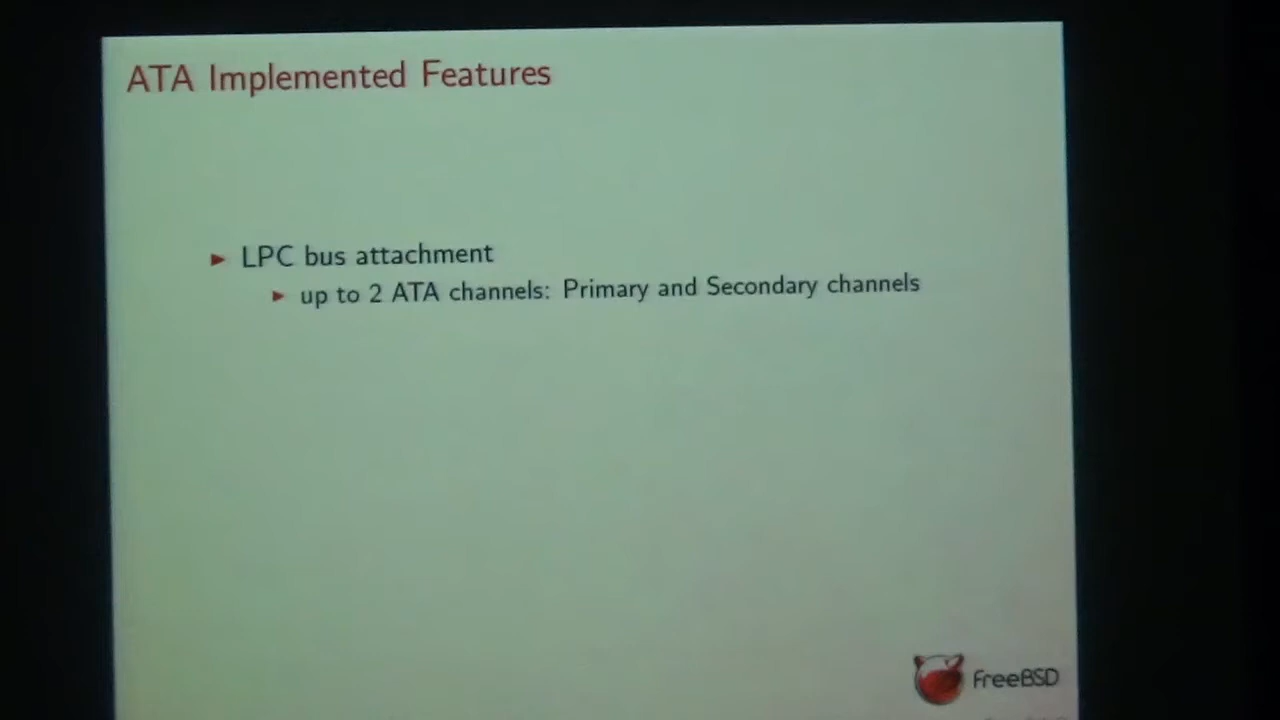 ATA Implemented Features
► LPC bus attachment
► up to 2 ATA channels: Primary and Secondary channels
FreeBSD